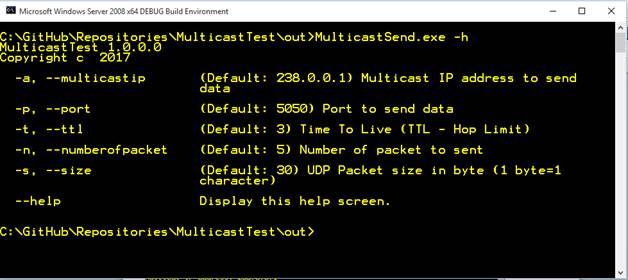 Microsoft Windows Server 2008 x64 DEBUG Build Environment
C:\GitHub\Repositories\MulticastTest\out>MulticastSend.exe -h
MulticastTest 1.0.0.0
Copyright c  2017
-a, --multicastip (Default: 238.0.0.1) Multicast IP address to send
data
-p, --port (Default: 5050) Port to send data
-t, --ttl (Default: 3) Time To Live (TTL - Hop Limit)
-n, --numberofpacket (Default: 5) Number of packet to sent
-s, --size (Default: 30) UDP Packet size in byte (1 byte=1
character)
--help Display this help screen.
C:\GitHub\Repositories\MulticastTest\out>